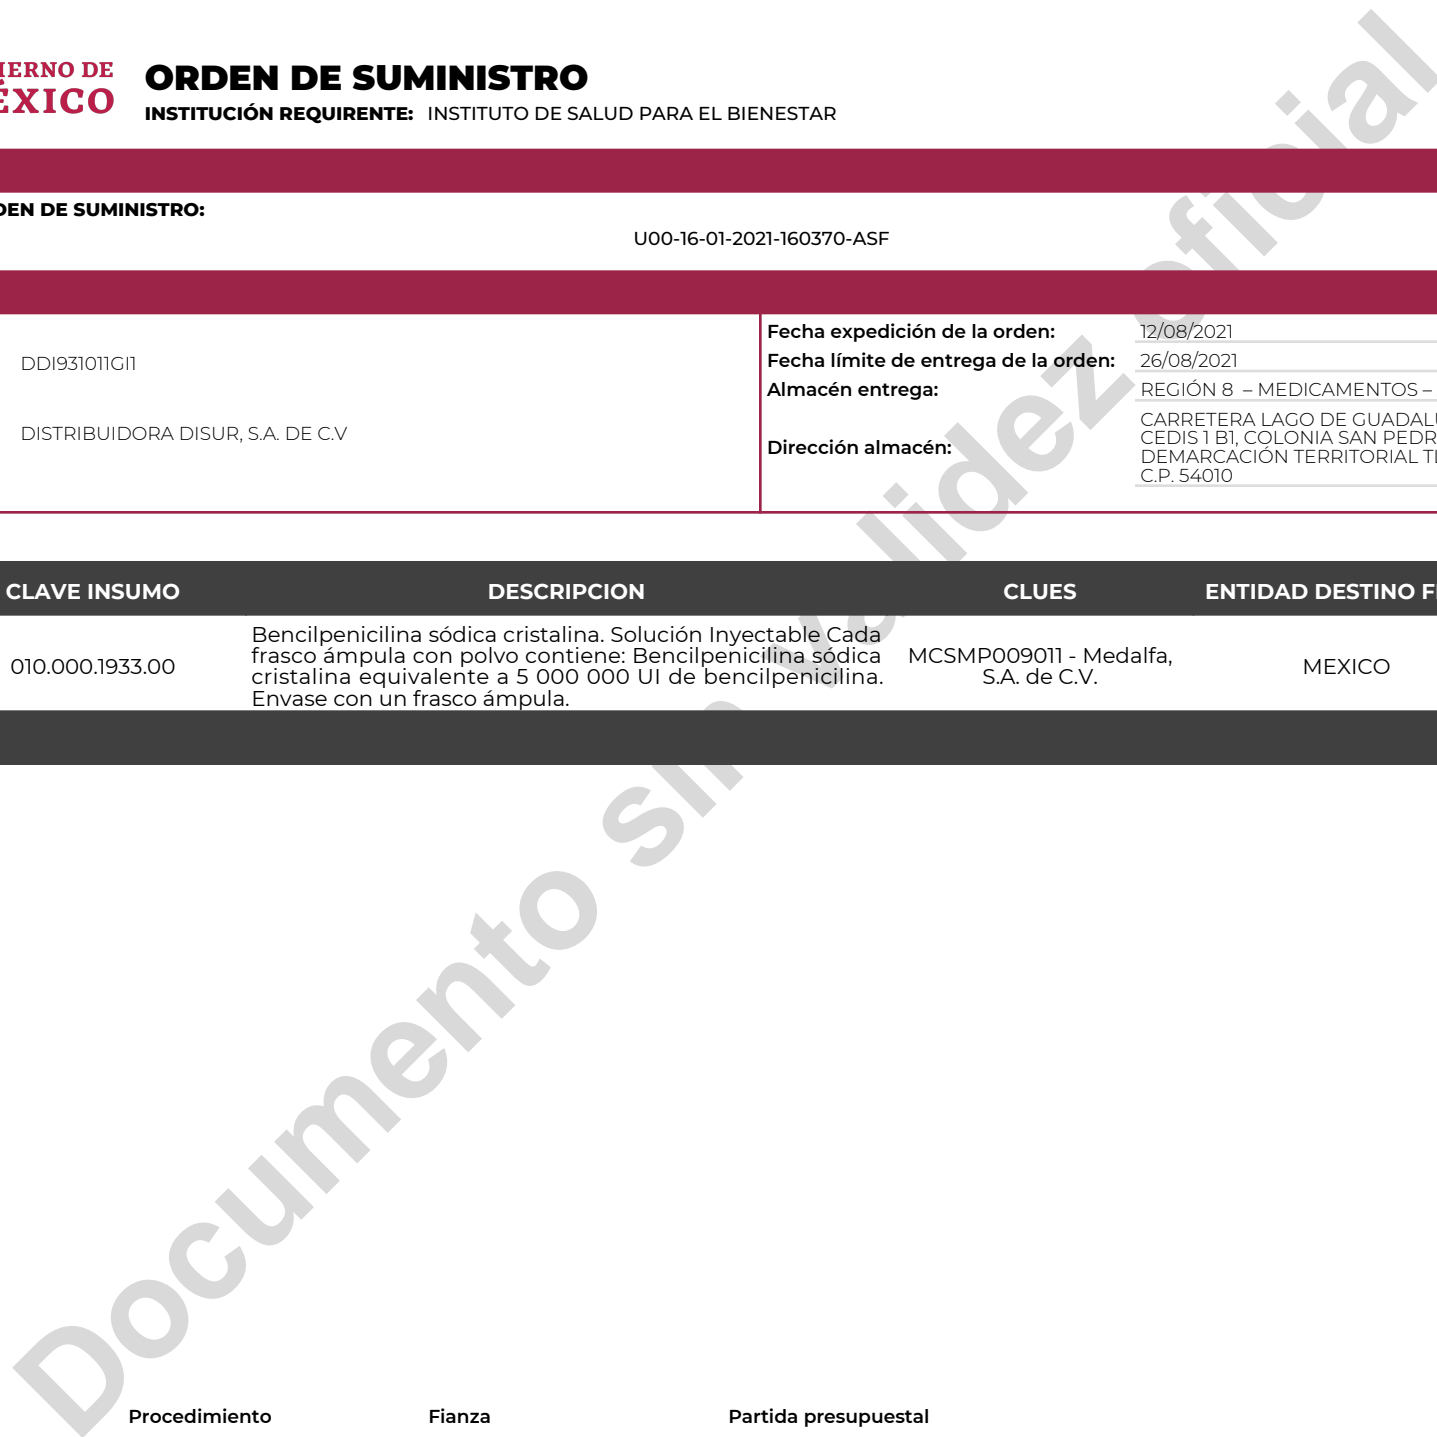 IERNO DE
ÉXICO
ORDEN DE SUMINISTRO
INSTITUCIÓN REQUIRENTE: INSTITUTO DE SALUD PARA EL BIENESTAR
DEN DE SUMINISTRO:
U00-16-01-2021-160370-ASF
DDI931011GI1
DISTRIBUIDORA DISUR, S.A. DE C.V
Fecha expedición de la orden: 12/08/2021
Fecha límite de entrega de la orden: 26/08/2021
Almacén entrega: REGIÓN 8 – MEDICAMENTOS –
Dirección almacén:
CARRETERA LAGO DE GUADALU
CEDIS 1 B1, COLONIA SAN PEDR
DEMARCACIÓN TERRITORIAL TL
C.P. 54010
CLAVE INSUMO DESCRIPCION CLUES ENTIDAD DESTINO F
010.000.1933.00
Bencilpenicilina sódica cristalina. Solución Inyectable Cada
frasco ámpula con polvo contiene: Bencilpenicilina sódica
cristalina equivalente a 5 000 000 UI de bencilpenicilina.
Envase con un frasco ámpula.
MCSMP009011 - Medalfa,
S.A. de C.V.
MEXICO
Documento sin validez oficial
Procedimiento Fianza Partida presupuestal